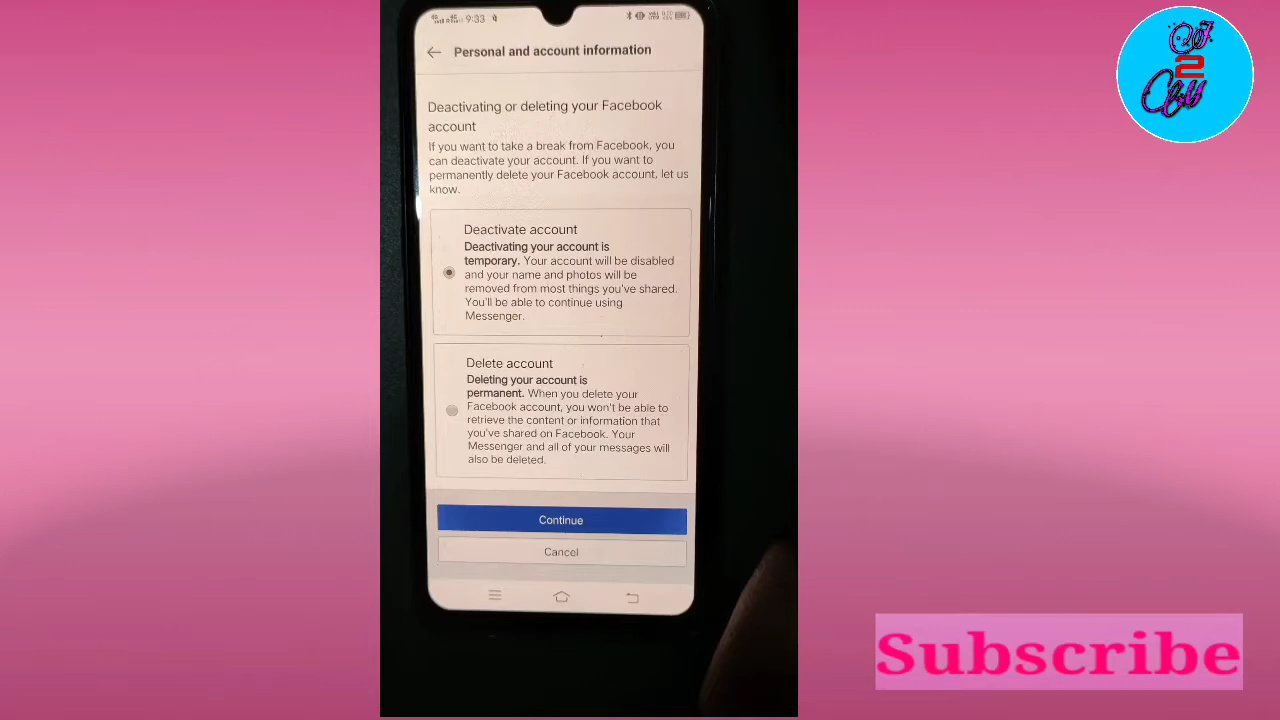 9:33
Personal and account information
Deactivating or deleting your Facebook
account
If you want to take a break from Facebook, you
can deactivate your account. If you want to
permanently delete your Facebook account, let us
know.
Deactivate account
Deactivating your account is
temporary. Your account will be disabled
and your name and photos will be
removed from most things you've shared.
You'll be able to continue using
Messenger.
Delete account
Deleting your account is
permanent. When you delete your
Facebook account, you won't be able to
retrieve the content or information that
you've shared on Facebook. Your
Messenger and all of your messages will
also be deleted.
Continue
Cancel
2
Subscribe